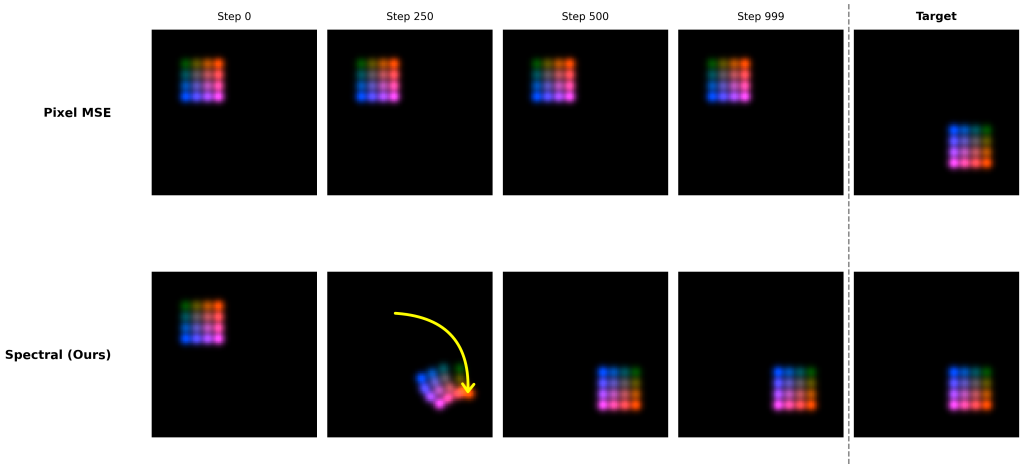 Step 0
Step 250
Step 500
Step 999
Target
Pixel MSE
Spectral (Ours)